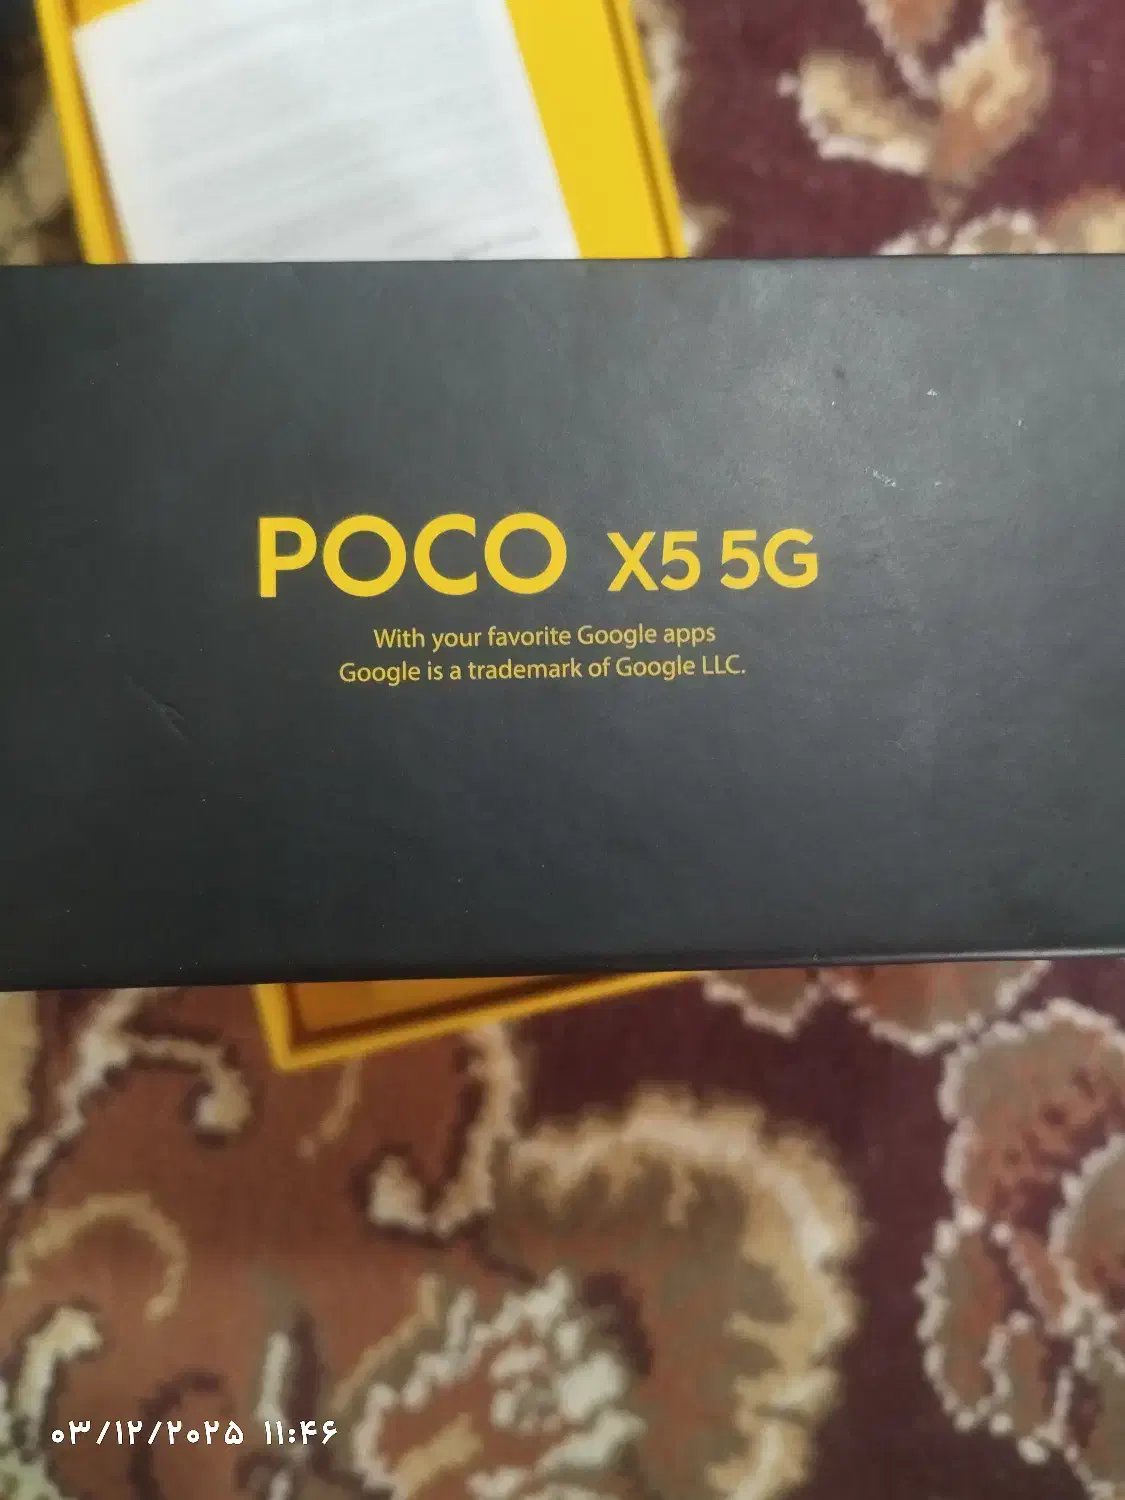 POCO X5 5G
With your favorite Google apps
Google is a trademark of Google LLC.
۰۳/۱۲/۲۰۲۵ ۱۱:۴۶